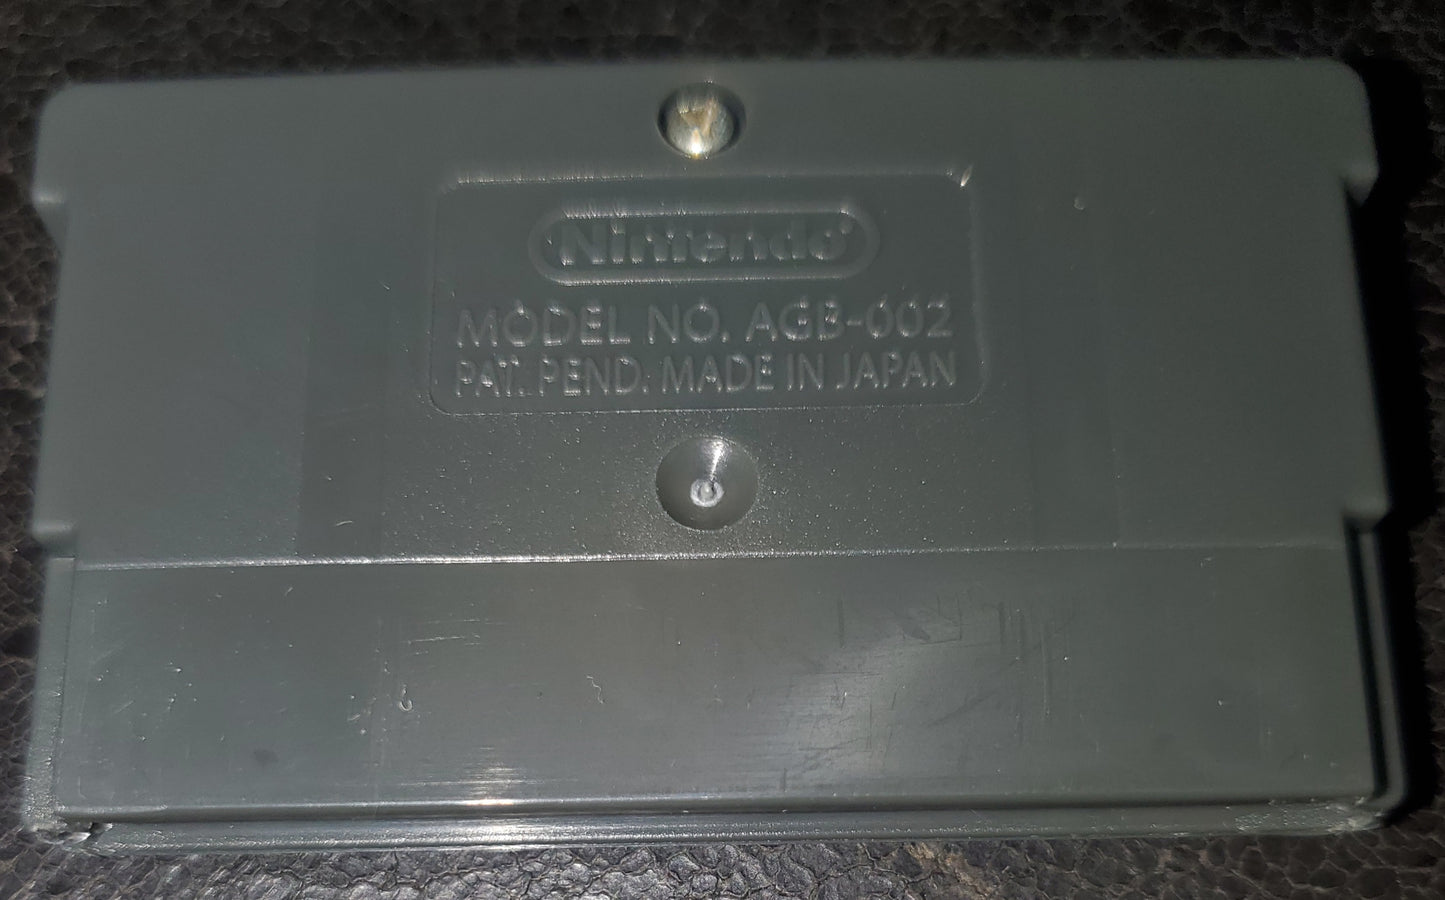 Nintendo®
MODEL NO. AGB-002
PAT. PEND. MADE IN JAPAN